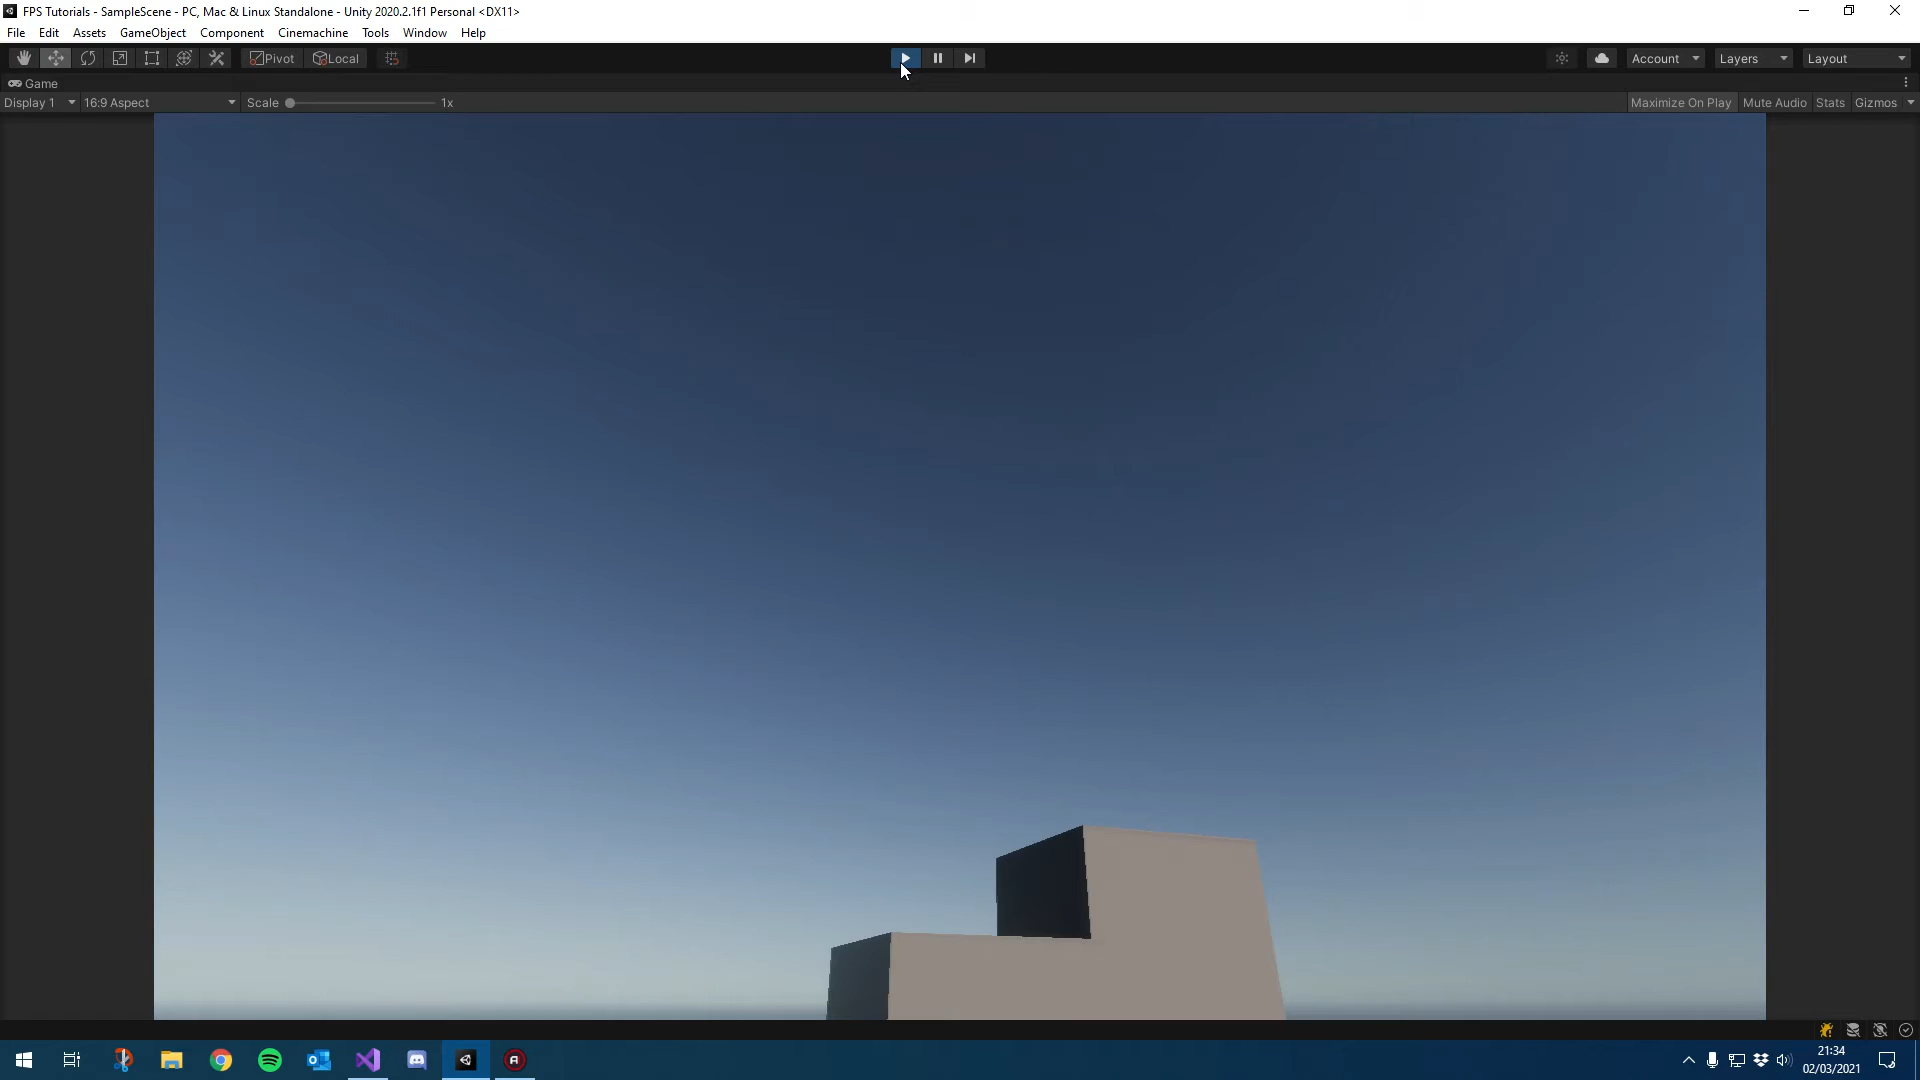 FPS Tutorials - SampleScene - PC, Mac & Linux Standalone - Unity 2020.2.1f1 Personal <DX11>
File Edit Assets GameObject Component Cinemachine Tools Window Help
Pivot Local Account Layers Layout
Game
Display 1 16:9 Aspect Scale 1x Maximize On Play Mute Audio Stats Gizmos
21:34
02/03/2021